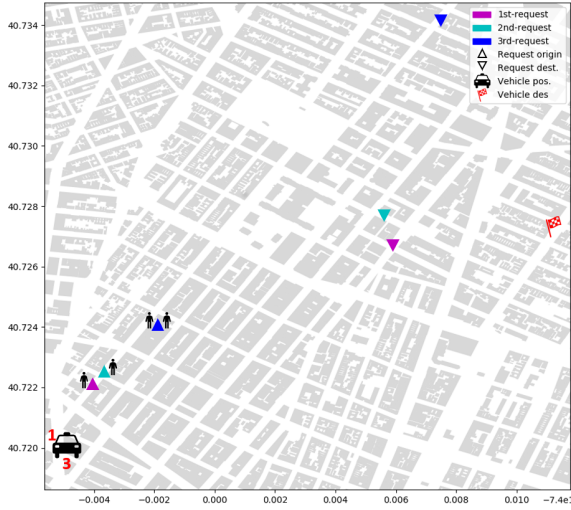 40.734
40.732
40.730
40.728
40.726
40.724
40.722
40.720
1st-request
2nd-request
3rd-request
Request origin
Request dest.
Vehicle pos.
Vehicle des
1
3
−0.004 −0.002 0.000 0.002 0.004 0.006 0.008 0.010 −7.4e1